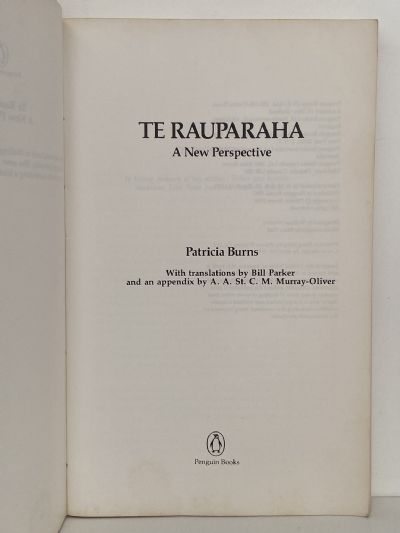 TE RAUPARAHA
A New Perspective
Patricia Burns
With translations by Bill Parker
and an appendix by A. A. St. C. M. Murray-Oliver
Penguin Books